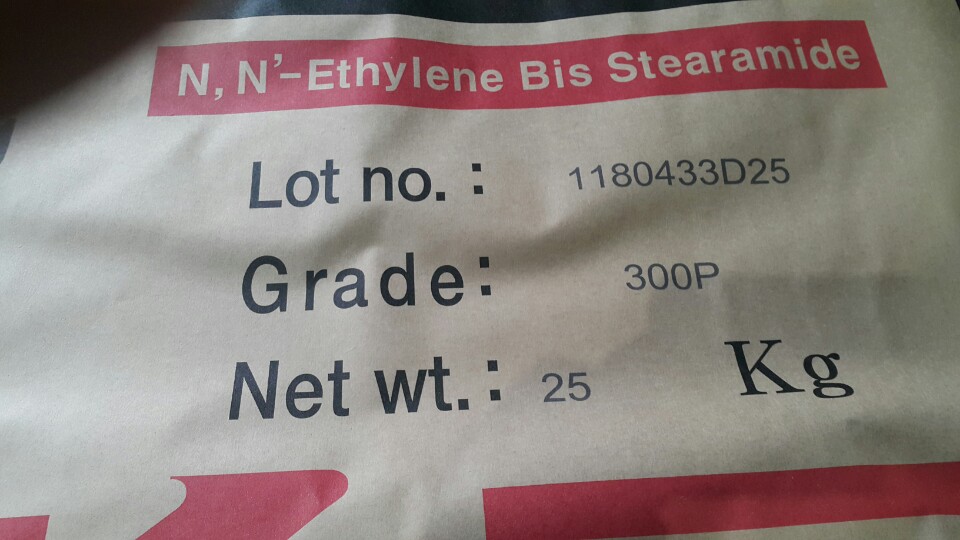 N, N'-Ethylene Bis Stearamide
Lot no. : 1180433D25
Grade: 300P
Net wt. : 25 Kg